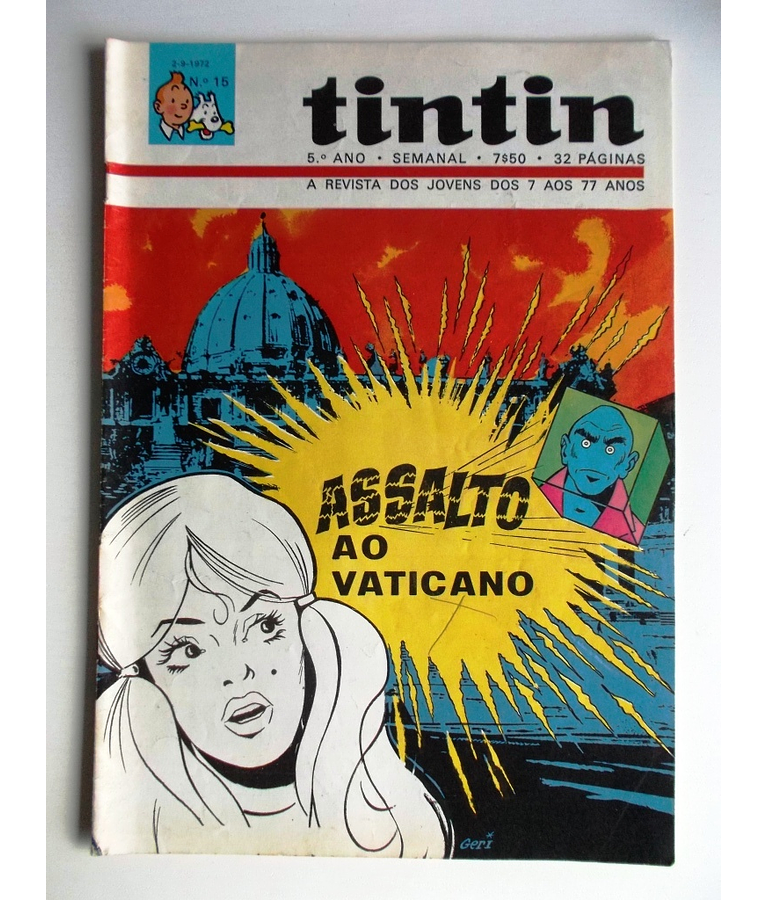 2-9-1972
N.º 15
tintin
5.º ANO • SEMANAL • 7$50 • 32 PÁGINAS
A REVISTA DOS JOVENS DOS 7 AOS 77 ANOS
ASSALTO
AO
VATICANO
Geri